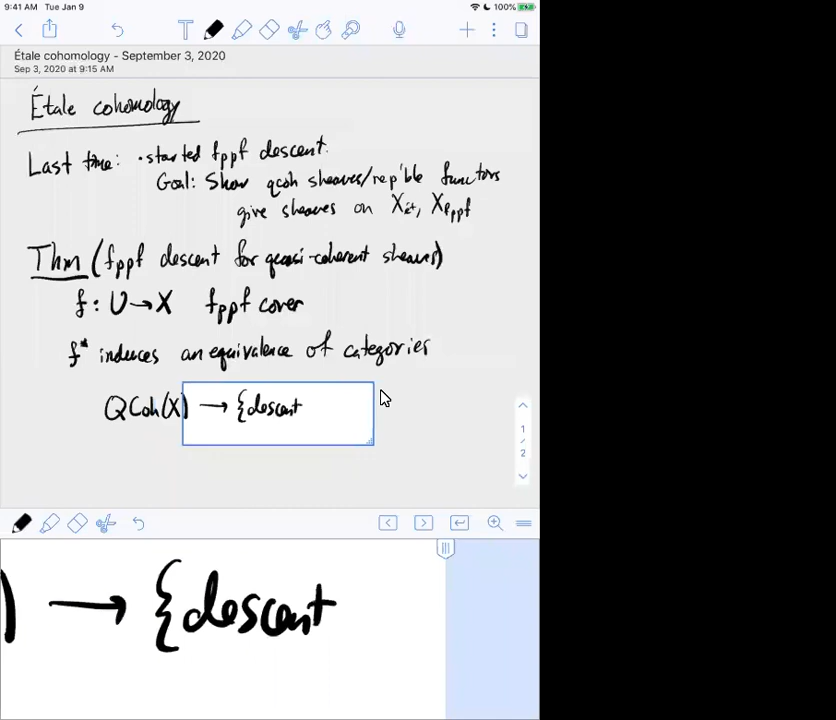 9:41 AM Tue Jan 9
100%
Étale cohomology - September 3, 2020
Sep 3, 2020 at 9:15 AM
Étale cohomology
Last time: • started fppf descent.
Goal: Show qcoh sheaves/rep'ble functors
give sheaves on X_ét, X_fppf
Thm (fppf descent for quasi-coherent sheaves)
f: U → X fppf cover
f* induces an equivalence of categories
QCoh(X) → {descent
1
/
2
) → {descent